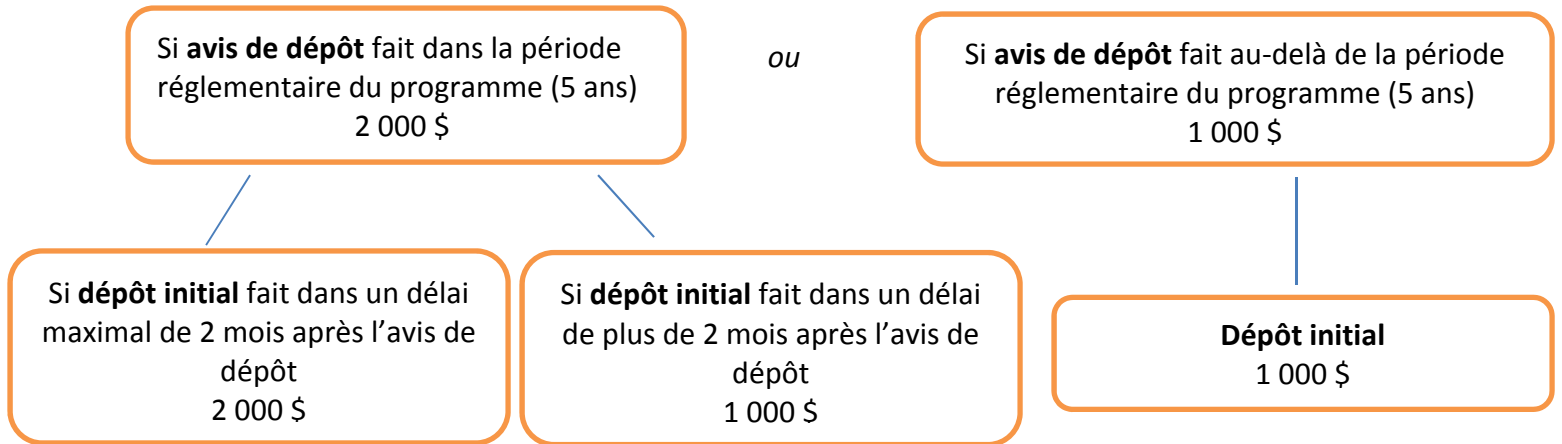 Si avis de dépôt fait dans la période
réglementaire du programme (5 ans)
2 000 $
ou
Si avis de dépôt fait au-delà de la période
réglementaire du programme (5 ans)
1 000 $
Si dépôt initial fait dans un délai
maximal de 2 mois après l’avis de
dépôt
2 000 $
Si dépôt initial fait dans un délai
de plus de 2 mois après l’avis de
dépôt
1 000 $
Dépôt initial
1 000 $